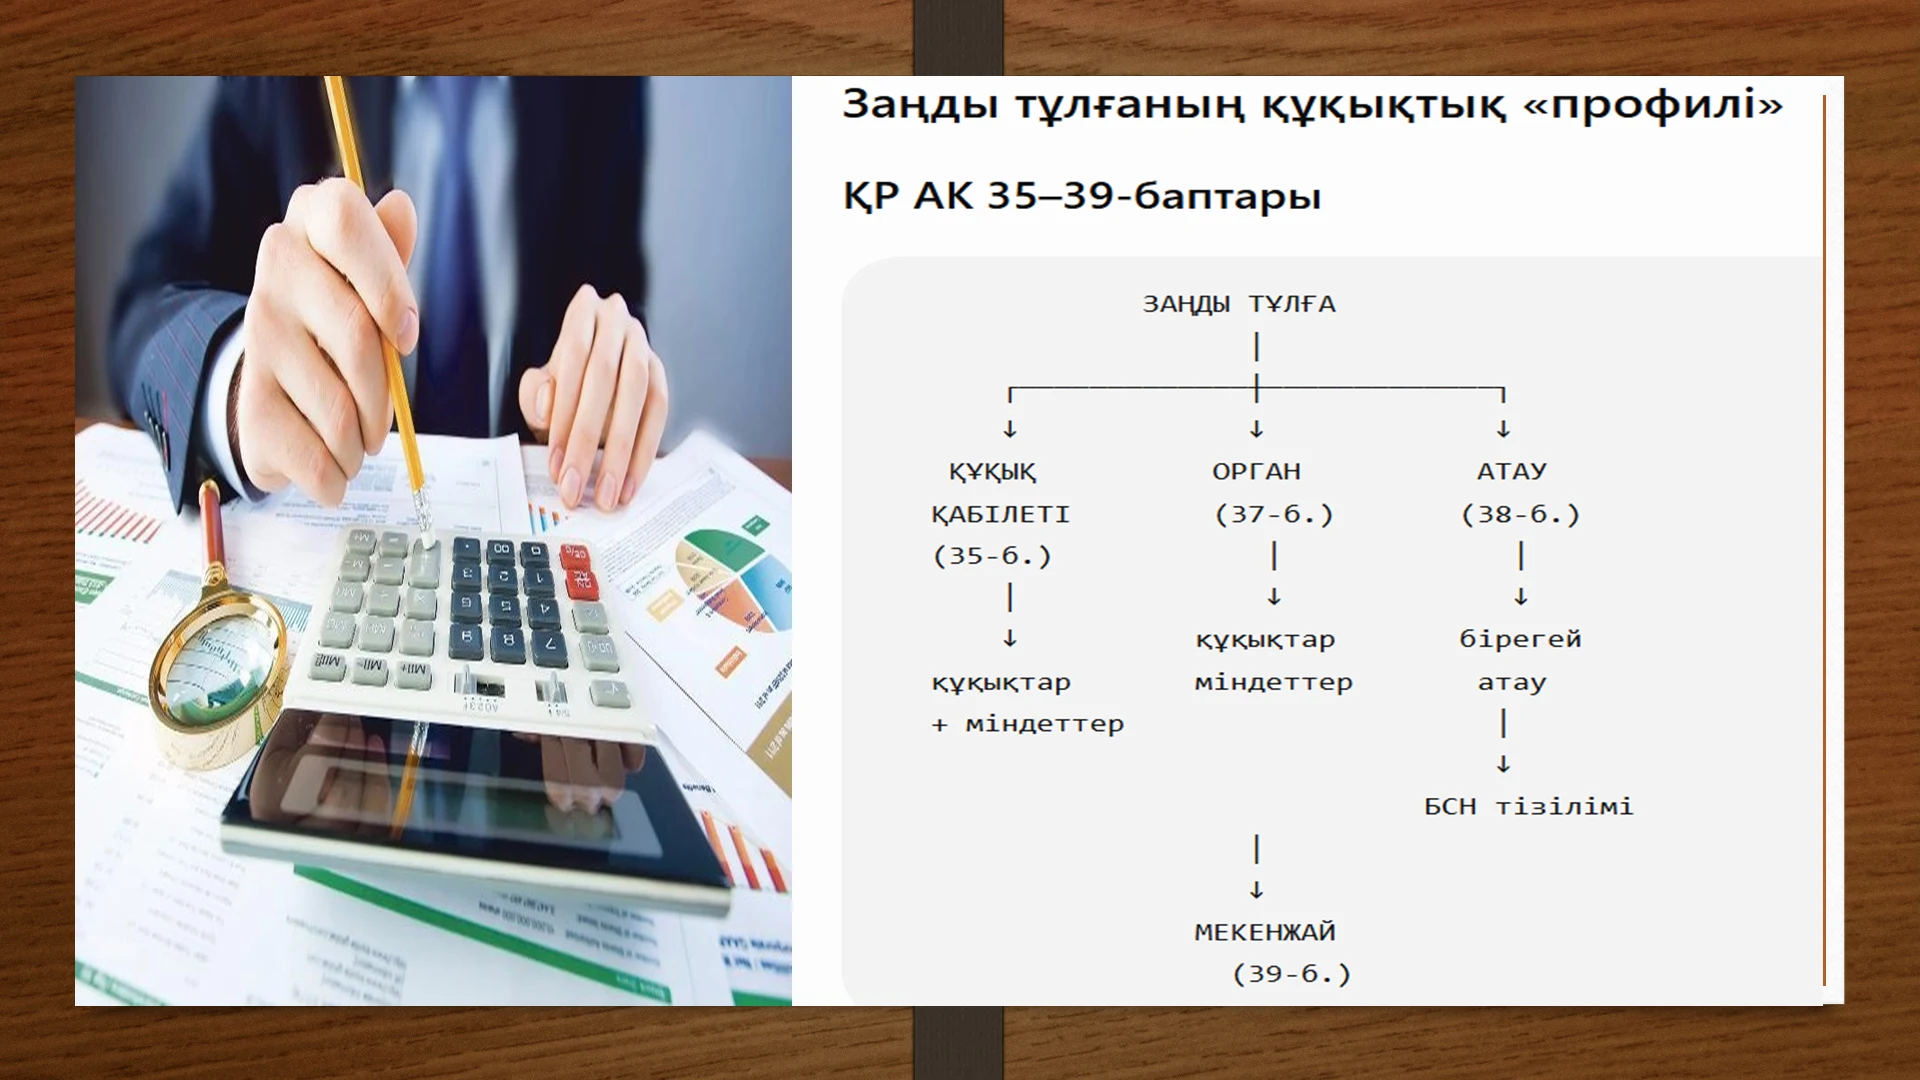 Заңды тұлғаның құқықтық «профилі»
ҚР АК 35–39-баптары
ЗАҢДЫ ТҰЛҒА
ҚҰҚЫҚ ОРГАН АТАУ
ҚАБІЛЕТІ (37-б.) (38-б.)
(35-б.)
құқықтар бірегей
құқықтар міндеттер атау
+ міндеттер
БСН тізілімі
МЕКЕНЖАЙ
(39-б.)